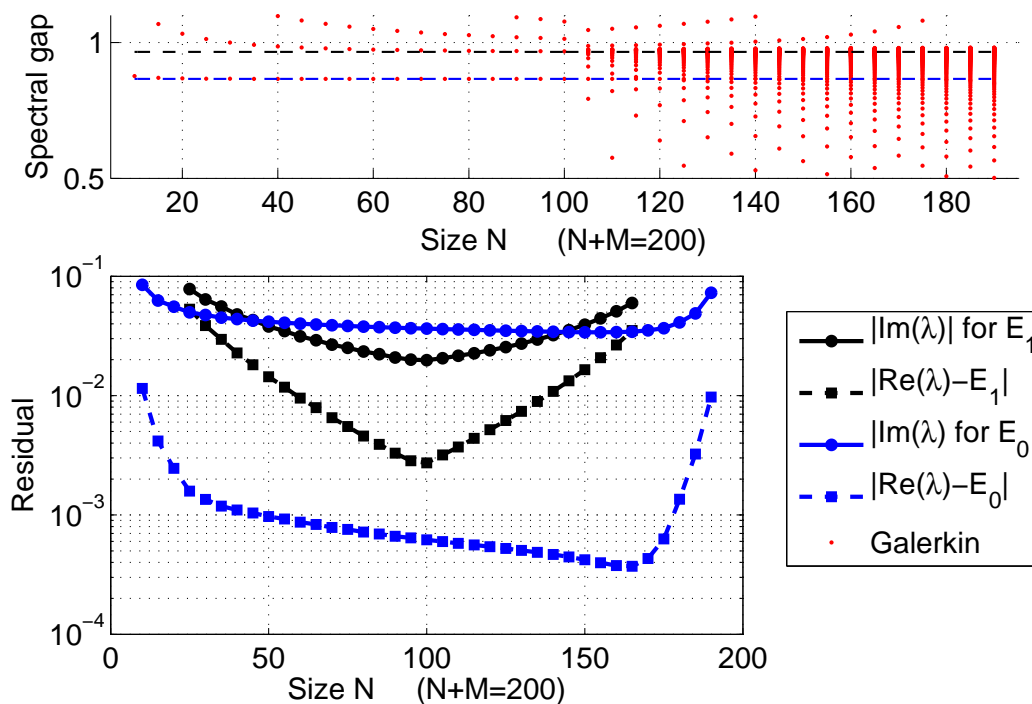 Spectral gap
1
0.5
20 40 60 80 100 120 140 160 180
Size N (N+M=200)
Residual
10−1
10−2
10−3
10−4
0 50 100 150 200
Size N (N+M=200)
|Im(λ)| for E1
|Re(λ)−E1|
|Im(λ) for E0
|Re(λ)−E0|
Galerkin